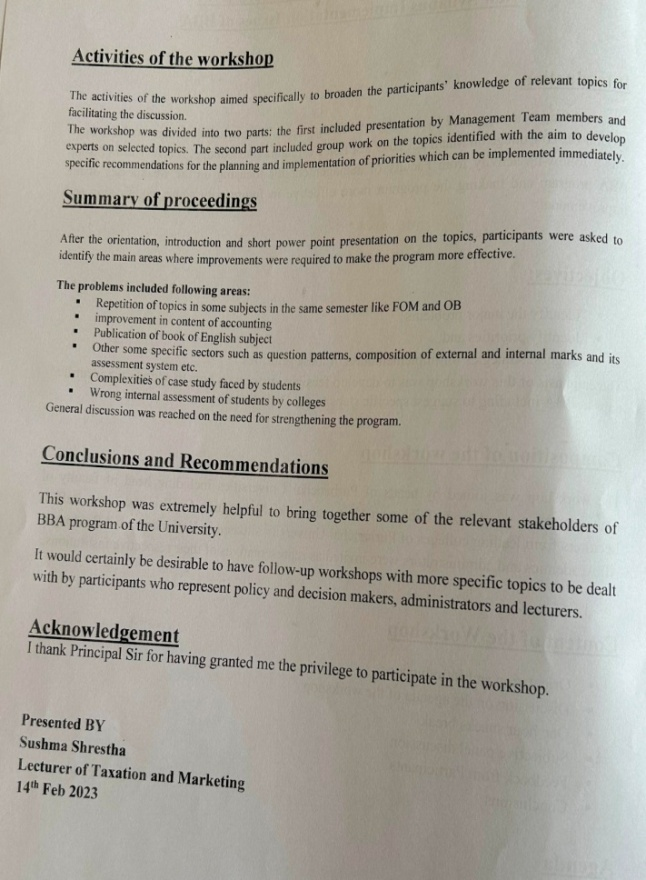 Activities of the workshop
The activities of the workshop aimed specifically to broaden the participants' knowledge of relevant topics for
facilitating the discussion.
The workshop was divided into two parts: the first included presentation by Management Team members and
experts on selected topics. The second part included group work on the topics identified with the aim to develop
specific recommendations for the planning and implementation of priorities which can be implemented immediately.
Summary of proceedings
After the orientation, introduction and short power point presentation on the topics, participants were asked to
identify the main areas where improvements were required to make the program more effective.
The problems included following areas:
▪ Repetition of topics in some subjects in the same semester like FOM and OB
▪ improvement in content of accounting
▪ Publication of book of English subject
▪ Other some specific sectors such as question patterns, composition of external and internal marks and its
assessment system etc.
▪ Complexities of case study faced by students
▪ Wrong internal assessment of students by colleges
General discussion was reached on the need for strengthening the program.
Conclusions and Recommendations
This workshop was extremely helpful to bring together some of the relevant stakeholders of
BBA program of the University.
It would certainly be desirable to have follow-up workshops with more specific topics to be dealt
with by participants who represent policy and decision makers, administrators and lecturers.
Acknowledgement
I thank Principal Sir for having granted me the privilege to participate in the workshop.
Presented BY
Sushma Shrestha
Lecturer of Taxation and Marketing
14th Feb 2023